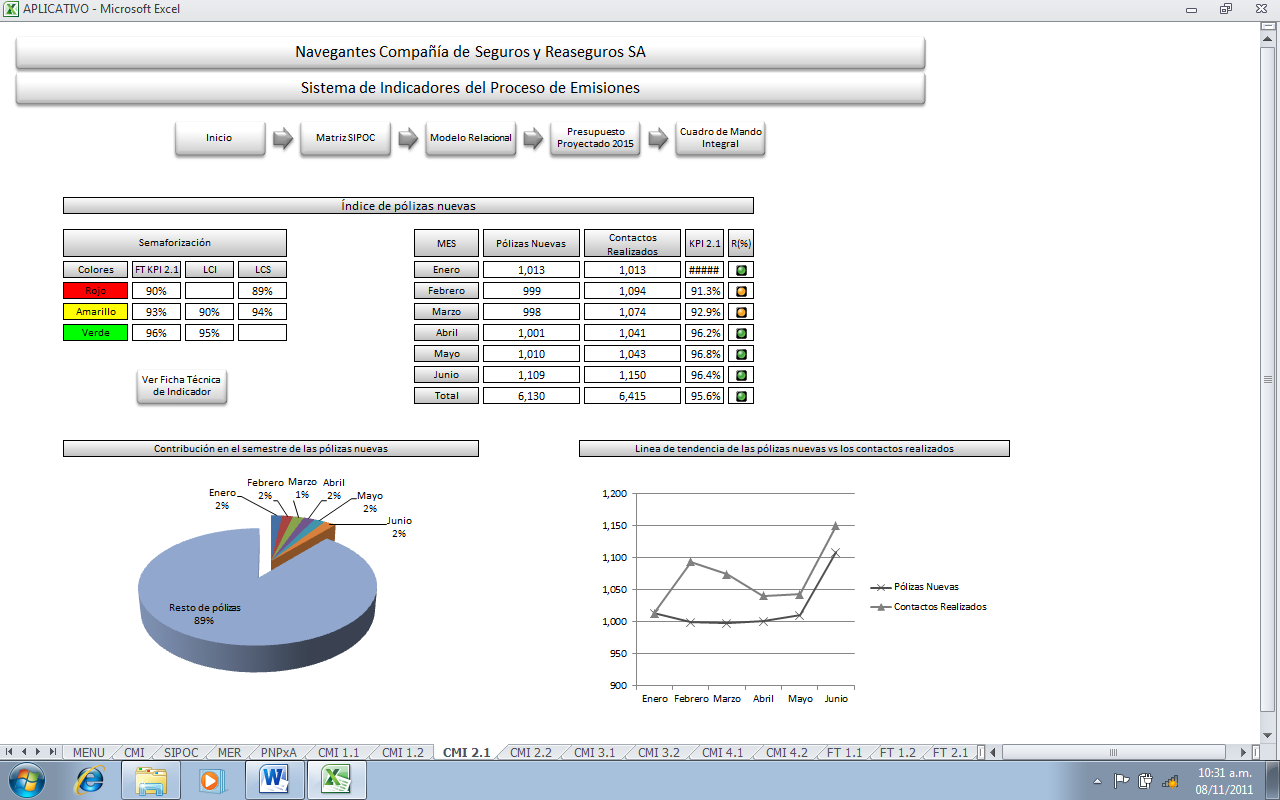 APLICATIVO - Microsoft Excel
Navegantes Compañía de Seguros y Reaseguros SA
Sistema de Indicadores del Proceso de Emisiones
Inicio
Matriz SIPOC
Modelo Relacional
Presupuesto
Proyectado 2015
Cuadro de Mando
Integral
Índice de pólizas nuevas
Semaforización
Colores FT KPI 2.1 LCI LCS
Rojo 90% 89%
Amarillo 93% 90% 94%
Verde 96% 95%
Ver Ficha Técnica
de Indicador
MES Pólizas Nuevas Contactos Realizados KPI 2.1 R(%)
Enero 1,013 1,013 #####
Febrero 999 1,094 91.3%
Marzo 998 1,074 92.9%
Abril 1,001 1,041 96.2%
Mayo 1,010 1,043 96.8%
Junio 1,109 1,150 96.4%
Total 6,130 6,415 95.6%
Contribución en el semestre de las pólizas nuevas
Enero
2%
Febrero
2%
Marzo
1%
Abril
2%
Mayo
2%
Junio
2%
Resto de pólizas
89%
Linea de tendencia de las pólizas nuevas vs los contactos realizados
1,200
1,150
1,100
1,050
1,000
950
900
Enero Febrero Marzo Abril Mayo Junio
Pólizas Nuevas
Contactos Realizados
MENU CMI SIPOC MER PNPxA CMI 1.1 CMI 1.2 CMI 2.1 CMI 2.2 CMI 3.1 CMI 3.2 CMI 4.1 CMI 4.2 FT 1.1 FT 1.2 FT 2.1
10:31 a.m.
08/11/2011